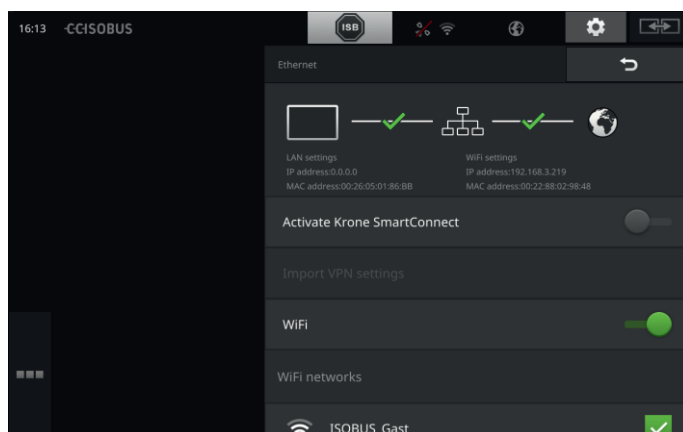 16:13 CCISOBUS
ISB
Ethernet
LAN settings
IP address:0.0.0.0
MAC address:00:26:05:01:86:BB
WiFi settings
IP address:192.168.3.219
MAC address:00:22:88:02:98:48
Activate Krone SmartConnect
Import VPN settings
WiFi
WiFi networks
ISOBUS_Gast